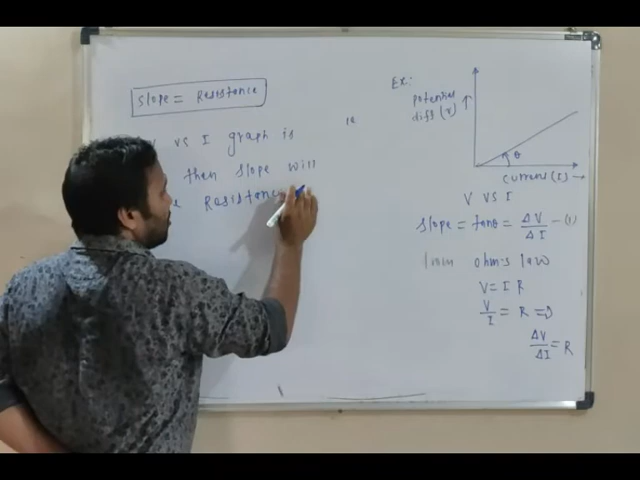 Slope = Resistance
V vs I graph is
then slope will
Resistance
Ex:
potential
diff(V) ↑
θ
Current(I) →
V VS I
Slope = tanθ = ΔV/ΔI -(1)
ohm's law
V = I R
V/I = R ⇒
ΔV/ΔI = R